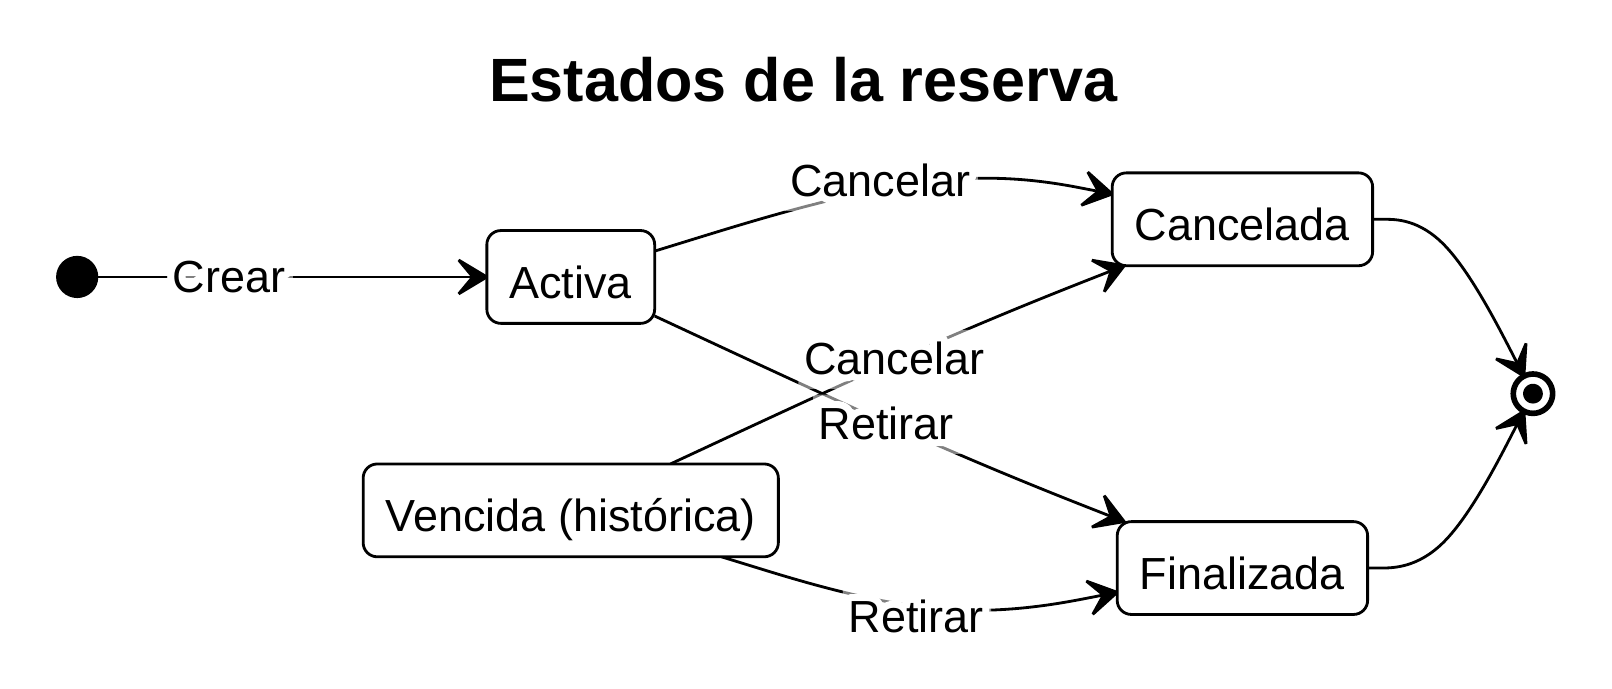 Estados de la reserva
Cancelar
Cancelada
Crear
Activa
Cancelar
Retirar
Vencida (histórica)
Finalizada
Retirar